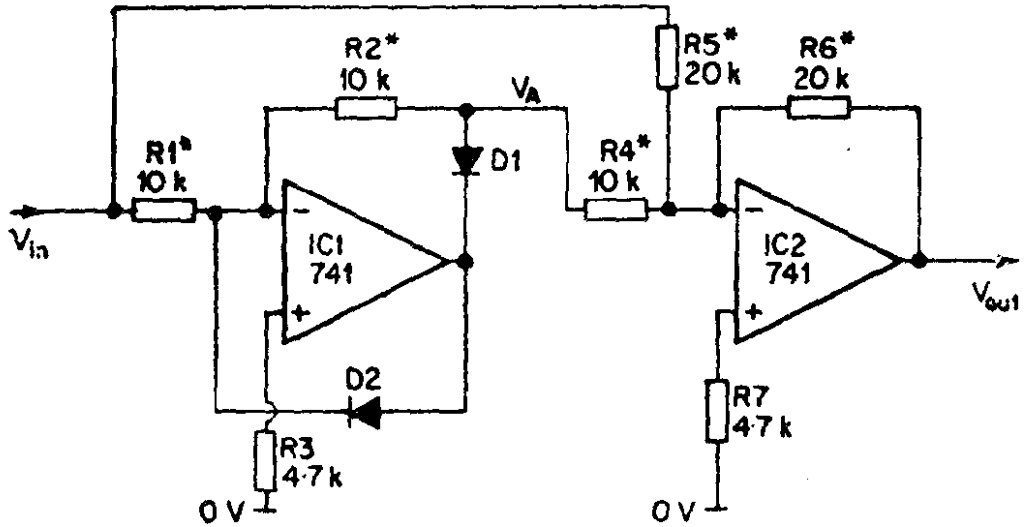 R2*
10 k
VA
R5*
20 k
R6*
20 k
R1*
10 k
D1
R4*
10 k
Vin
−
IC1
741
+
−
IC2
741
+
Vout
D2
R3
4·7 k
0 V
R7
4·7 k
0 V